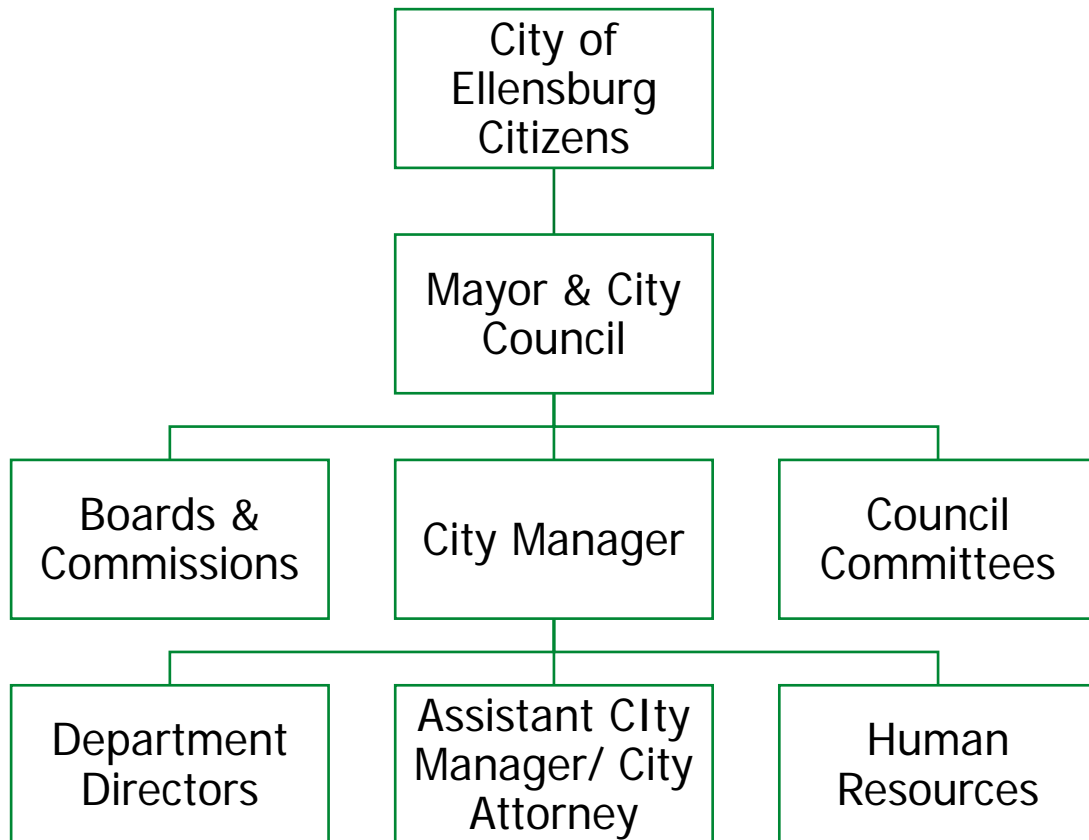 City of
Ellensburg
Citizens
Mayor & City
Council
Boards &
Commissions
City Manager
Council
Committees
Department
Directors
Assistant CIty
Manager/ City
Attorney
Human
Resources